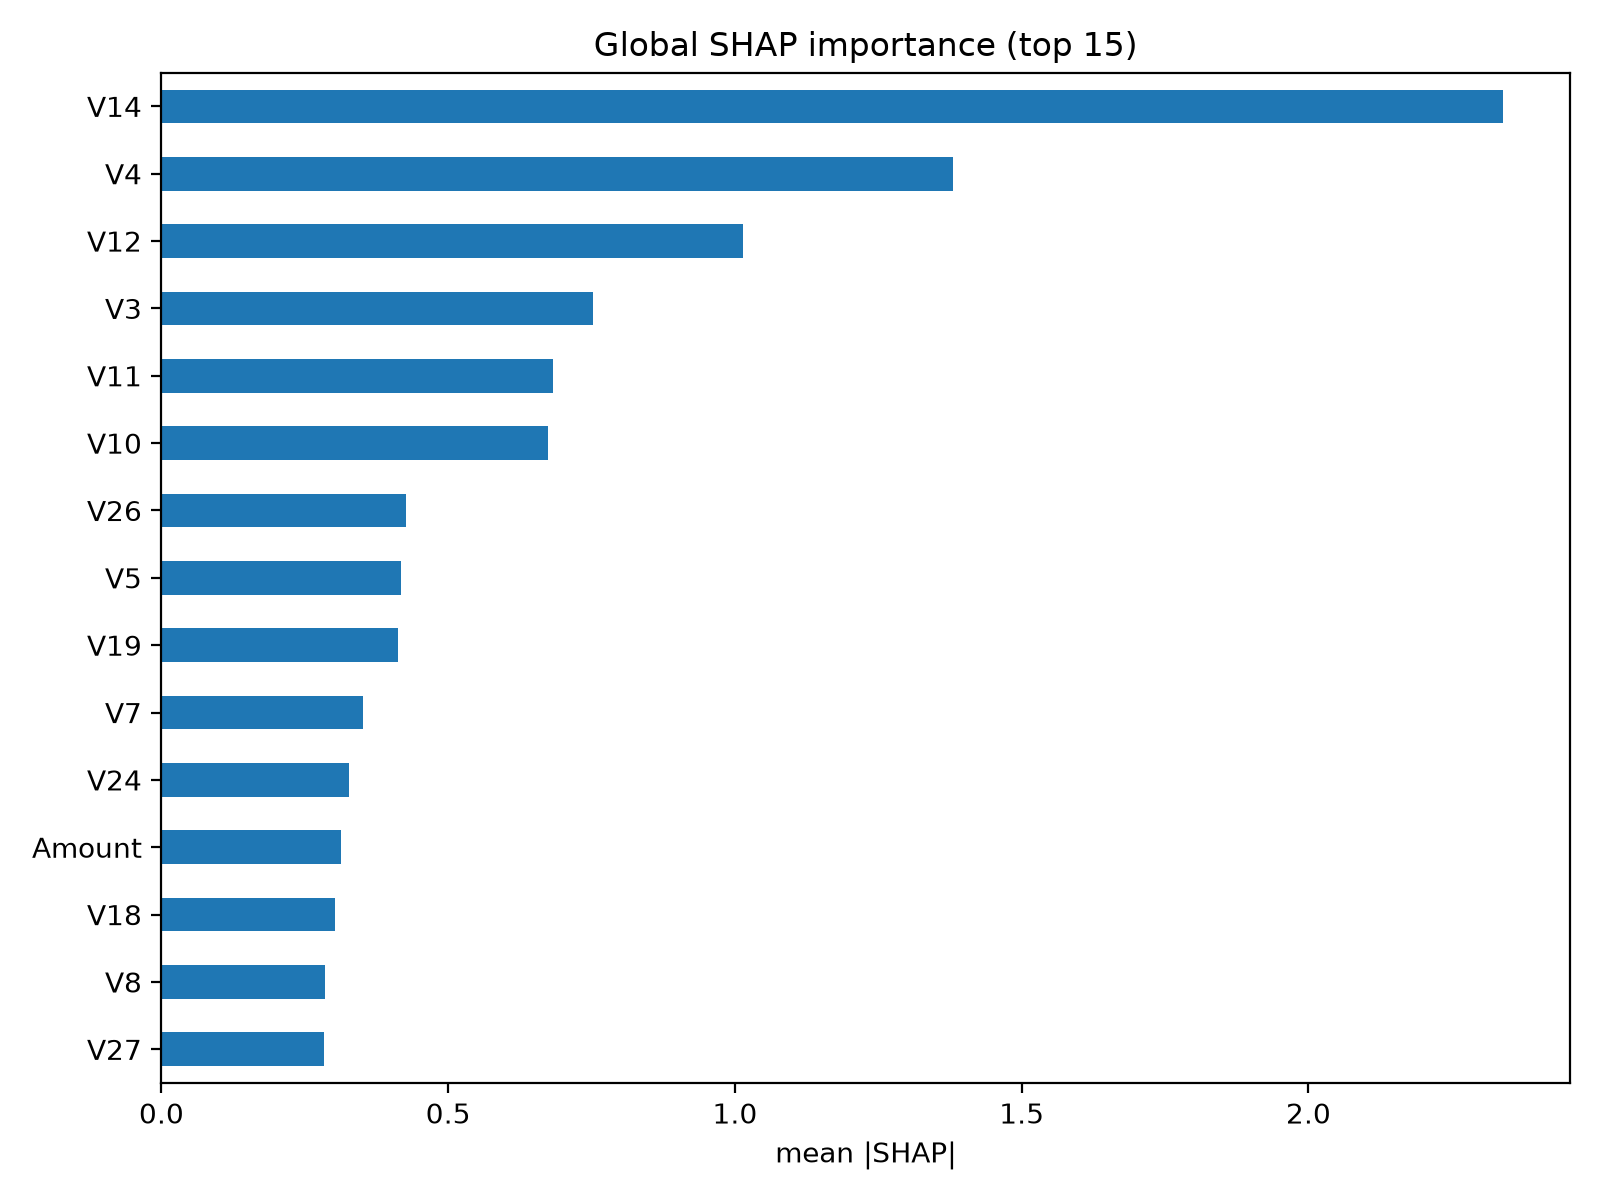 Global SHAP importance (top 15)
V14
V4
V12
V3
V11
V10
V26
V5
V19
V7
V24
Amount
V18
V8
V27
0.0 0.5 1.0 1.5 2.0
mean |SHAP|